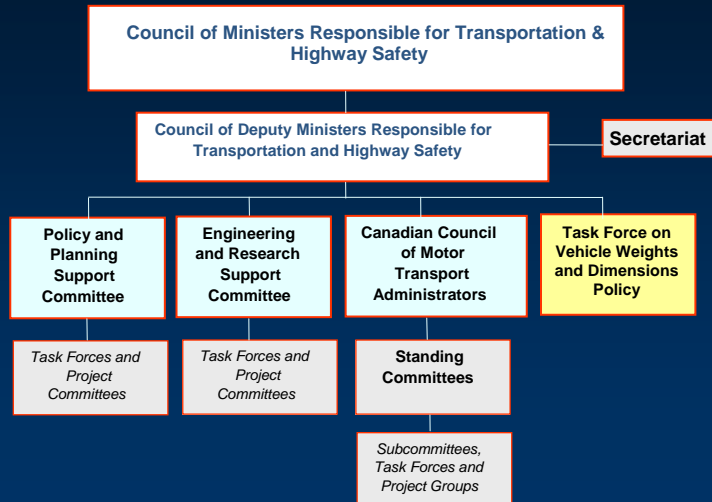 Council of Ministers Responsible for Transportation &
Highway Safety
Council of Deputy Ministers Responsible for
Transportation and Highway Safety
Secretariat
Policy and
Planning
Support
Committee
Engineering
and Research
Support
Committee
Canadian Council
of Motor
Transport
Administrators
Task Force on
Vehicle Weights
and Dimensions
Policy
Task Forces and
Project
Committees
Task Forces and
Project
Committees
Standing
Committees
Subcommittees,
Task Forces and
Project Groups